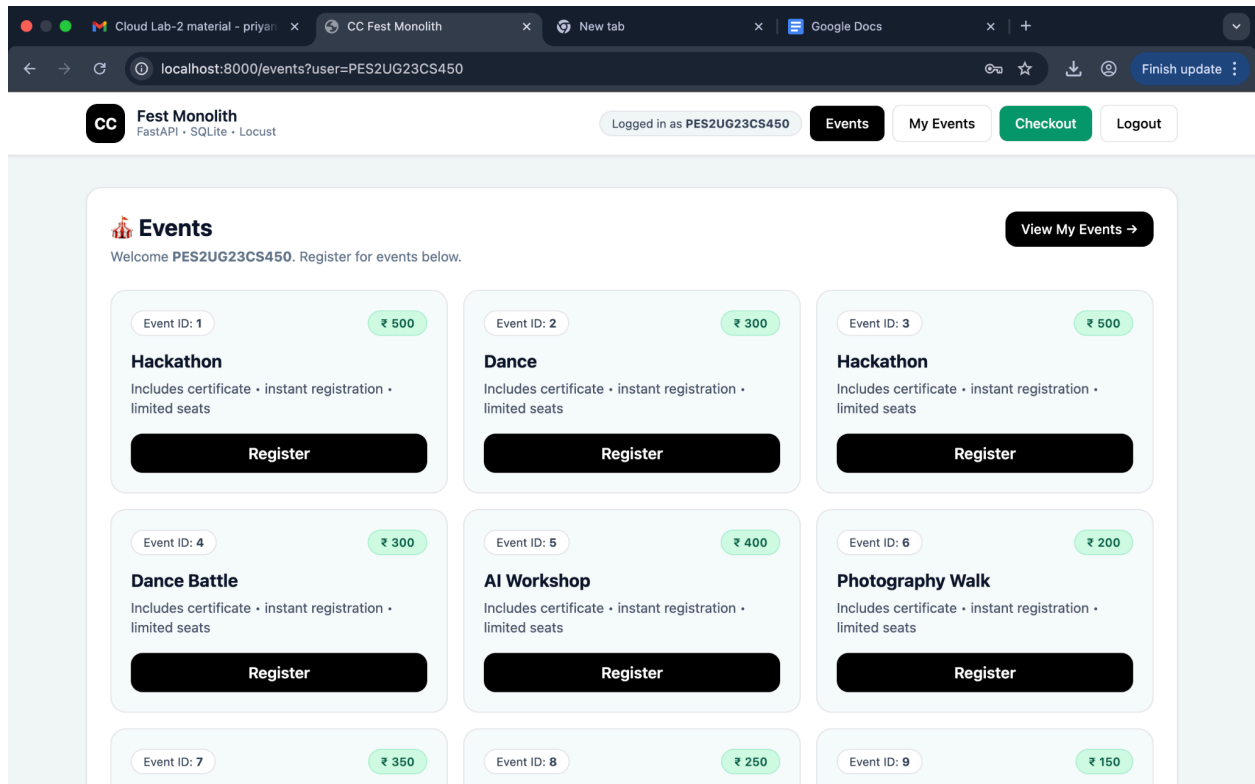 Cloud Lab-2 material - priyan
CC Fest Monolith
New tab
Google Docs
localhost:8000/events?user=PES2UG23CS450
Finish update
CC
Fest Monolith
FastAPI • SQLite • Locust
Logged in as PES2UG23CS450
Events
My Events
Checkout
Logout
Events
Welcome PES2UG23CS450. Register for events below.
View My Events →
Event ID: 1
₹ 500
Hackathon
Includes certificate • instant registration •
limited seats
Register
Event ID: 2
₹ 300
Dance
Includes certificate • instant registration •
limited seats
Register
Event ID: 3
₹ 500
Hackathon
Includes certificate • instant registration •
limited seats
Register
Event ID: 4
₹ 300
Dance Battle
Includes certificate • instant registration •
limited seats
Register
Event ID: 5
₹ 400
AI Workshop
Includes certificate • instant registration •
limited seats
Register
Event ID: 6
₹ 200
Photography Walk
Includes certificate • instant registration •
limited seats
Register
Event ID: 7
₹ 350
Event ID: 8
₹ 250
Event ID: 9
₹ 150